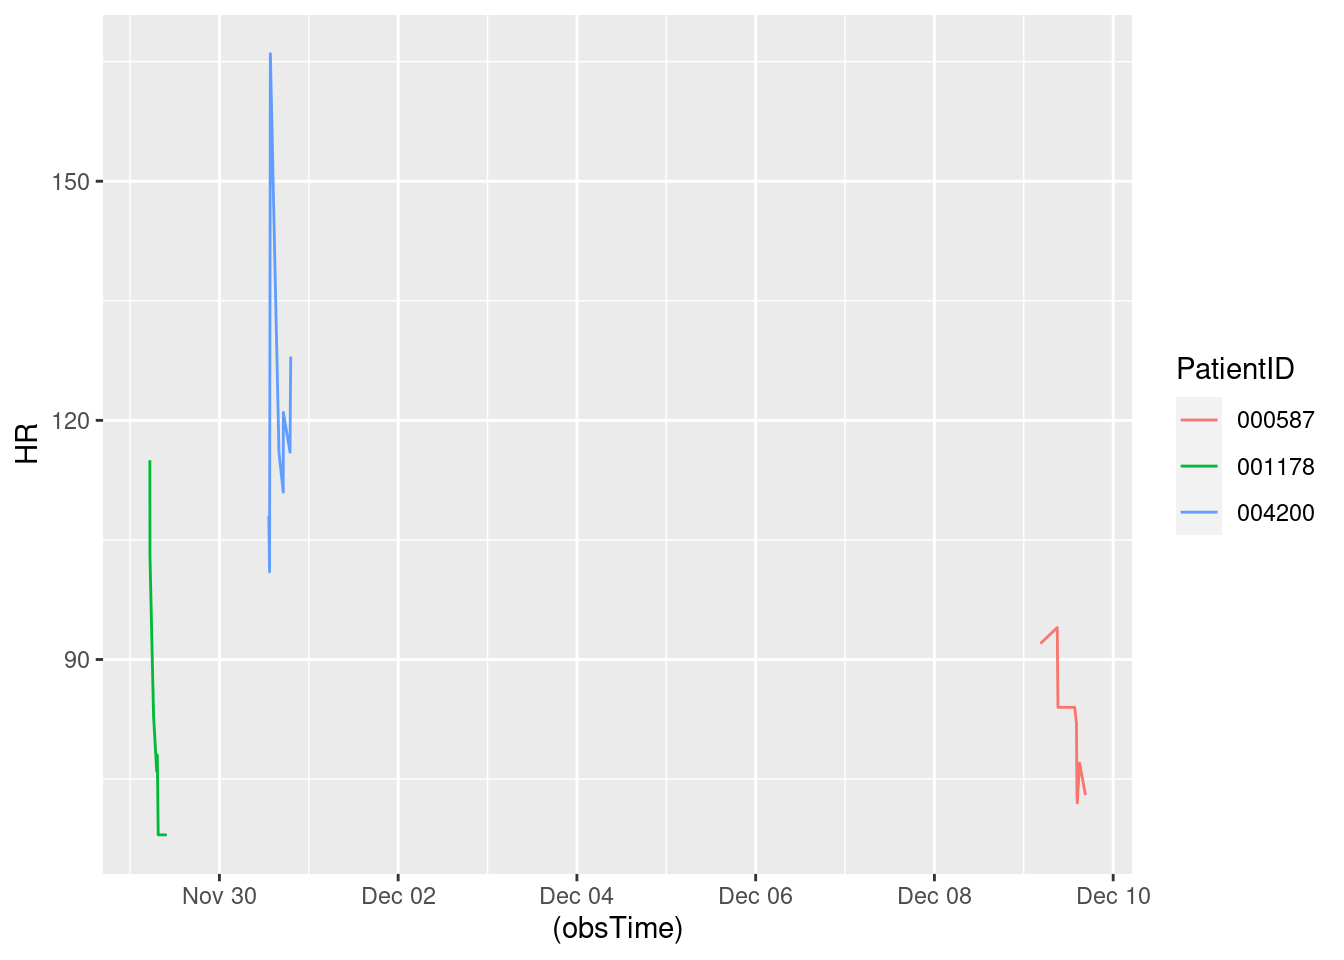 150
120
90
HR
Nov 30
Dec 02
Dec 04
Dec 06
Dec 08
Dec 10
(obsTime)
PatientID
000587
001178
004200